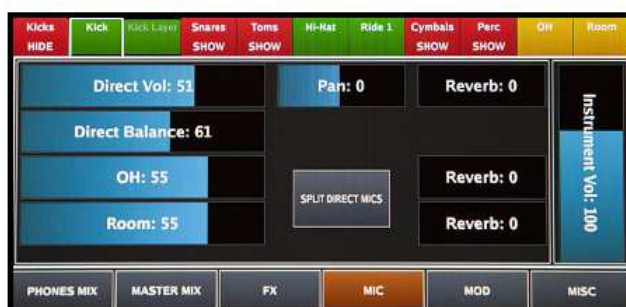 Kicks HIDE
Kick
Kick Layer
Snares SHOW
Toms SHOW
Hi-Hat
Ride 1
Cymbals SHOW
Perc SHOW
OH
Room
Direct Vol: 51
Pan: 0
Reverb: 0
Direct Balance: 61
OH: 55
SPLIT DIRECT MICS
Reverb: 0
Room: 55
Reverb: 0
Instrument Vol: 100
PHONES MIX
MASTER MIX
FX
MIC
MOD
MISC